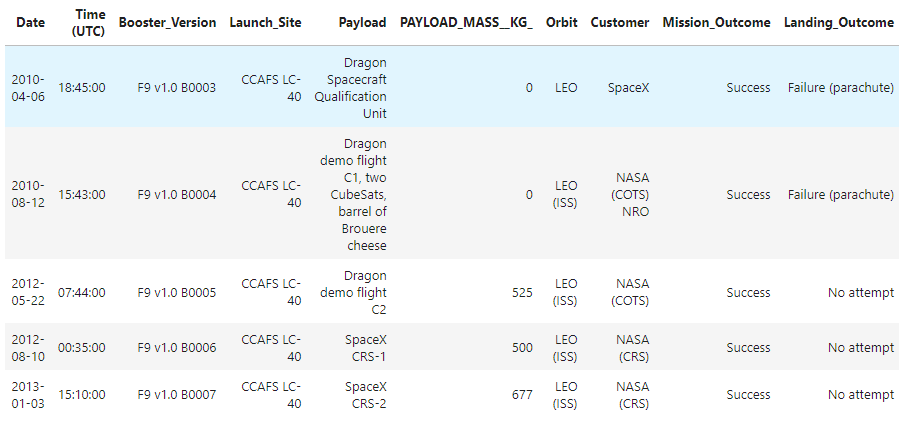 Date Time (UTC) Booster_Version Launch_Site Payload PAYLOAD_MASS__KG_ Orbit Customer Mission_Outcome Landing_Outcome
2010-04-06 18:45:00 F9 v1.0 B0003 CCAFS LC-40 Dragon Spacecraft Qualification Unit 0 LEO SpaceX Success Failure (parachute)
2010-08-12 15:43:00 F9 v1.0 B0004 CCAFS LC-40 Dragon demo flight C1, two CubeSats, barrel of Brouere cheese 0 LEO (ISS) NASA (COTS) NRO Success Failure (parachute)
2012-05-22 07:44:00 F9 v1.0 B0005 CCAFS LC-40 Dragon demo flight C2 525 LEO (ISS) NASA (COTS) Success No attempt
2012-08-10 00:35:00 F9 v1.0 B0006 CCAFS LC-40 SpaceX CRS-1 500 LEO (ISS) NASA (CRS) Success No attempt
2013-01-03 15:10:00 F9 v1.0 B0007 CCAFS LC-40 SpaceX CRS-2 677 LEO (ISS) NASA (CRS) Success No attempt